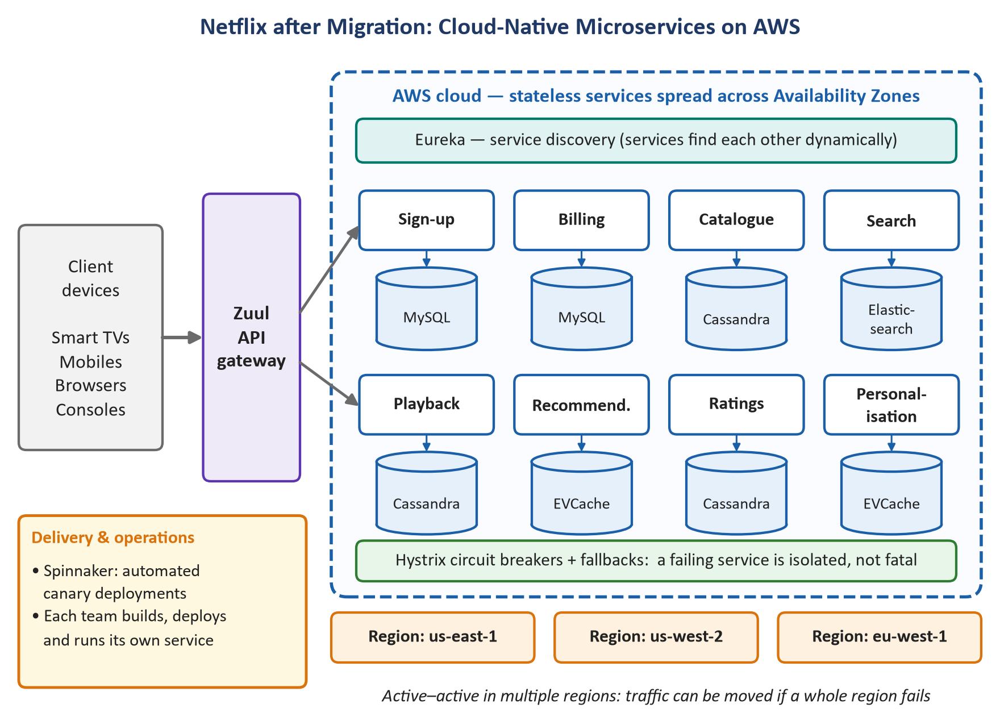 Netflix after Migration: Cloud-Native Microservices on AWS
AWS cloud — stateless services spread across Availability Zones
Eureka — service discovery (services find each other dynamically)
Client
devices
Smart TVs
Mobiles
Browsers
Consoles
Zuul
API
gateway
Sign-up
Billing
Catalogue
Search
MySQL
MySQL
Cassandra
Elastic-
search
Playback
Recommend.
Ratings
Personal-
isation
Cassandra
EVCache
Cassandra
EVCache
Hystrix circuit breakers + fallbacks:  a failing service is isolated, not fatal
Delivery & operations
• Spinnaker: automated
canary deployments
• Each team builds, deploys
and runs its own service
Region: us-east-1
Region: us-west-2
Region: eu-west-1
Active–active in multiple regions: traffic can be moved if a whole region fails